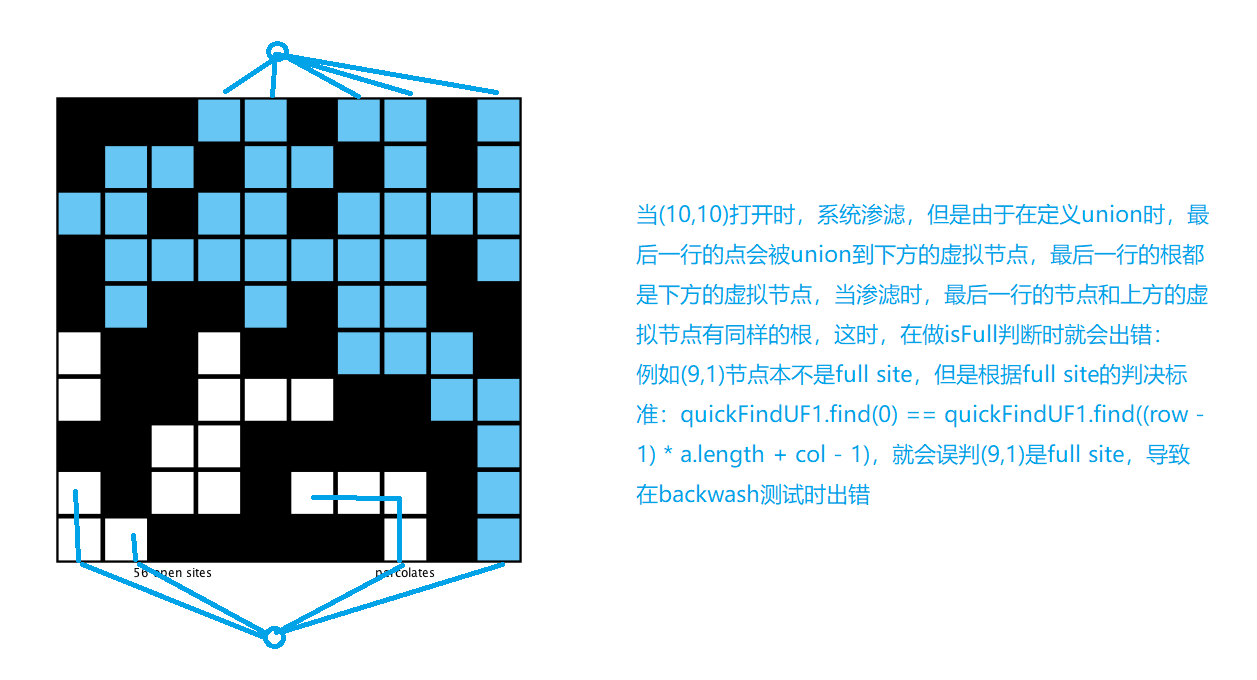 当(10,10)打开时，系统渗滤，但是由于在定义union时，最
后一行的点会被union到下方的虚拟节点，最后一行的根都
是下方的虚拟节点，当渗滤时，最后一行的节点和上方的虚
拟节点有同样的根，这时，在做isFull判断时就会出错：
例如(9,1)节点本不是full site，但是根据full site的判决标
准：quickFindUF1.find(0) == quickFindUF1.find((row -
1) * a.length + col - 1)，就会误判(9,1)是full site，导致
在backwash测试时出错
56 open sites
percolates